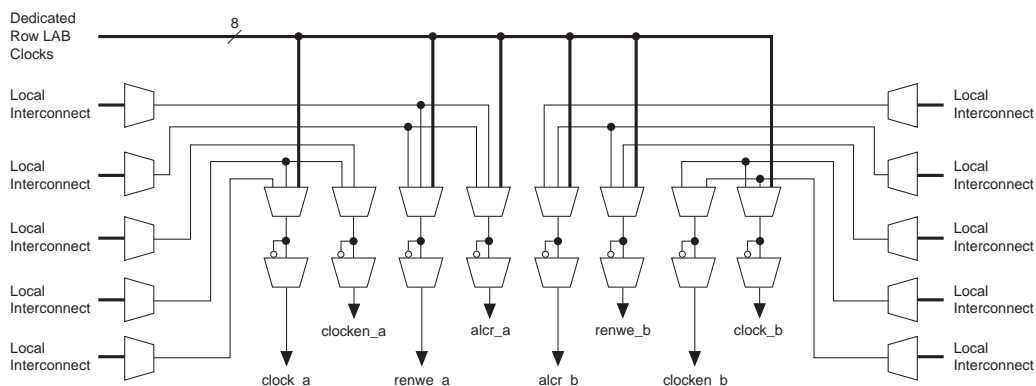 Dedicated
Row LAB
Clocks
8
Local
Interconnect
Local
Interconnect
Local
Interconnect
Local
Interconnect
Local
Interconnect
Local
Interconnect
Local
Interconnect
Local
Interconnect
Local
Interconnect
Local
Interconnect
clocken_a
alcr_a
renwe_b
clock_b
clock_a
renwe_a
alcr_b
clocken_b